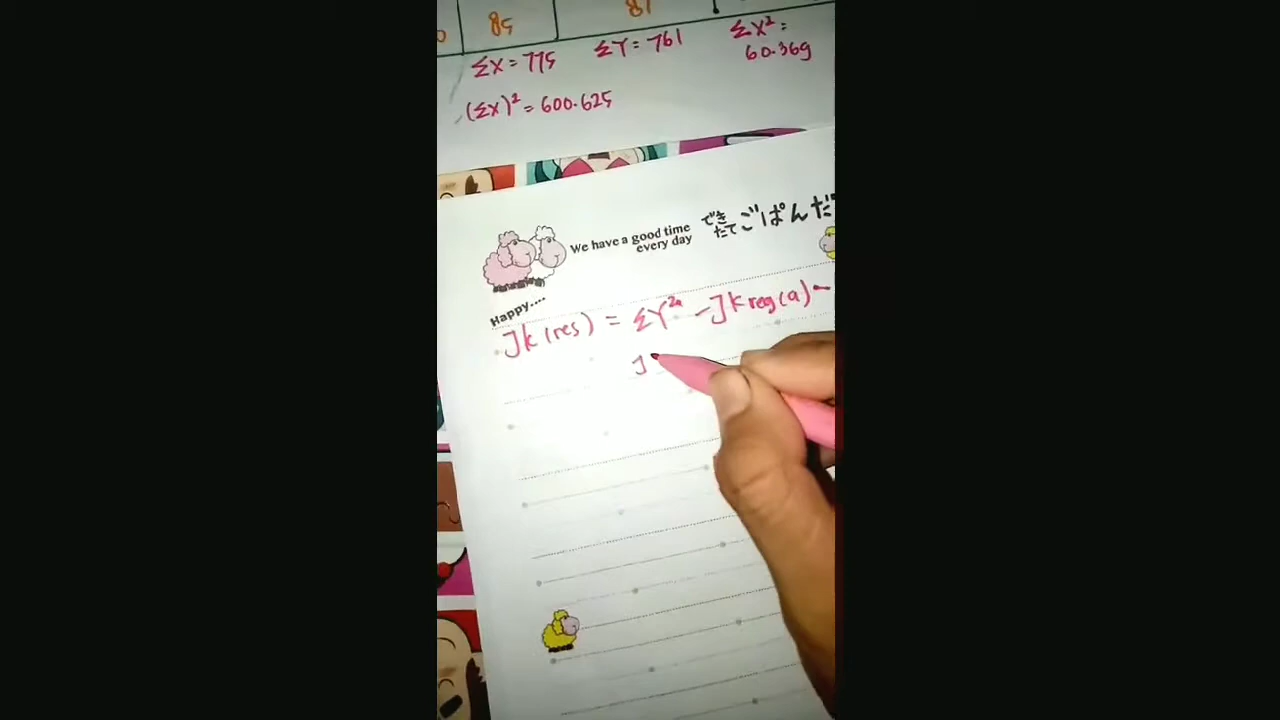 85
ΣX = 775
ΣY = 761
ΣX² =
60.369
(ΣX)² = 600.625
We have a good time
every day
でき
たて
ごぱんだ
Happy....
Jk (res) = ΣY² - Jk reg(a) -
J